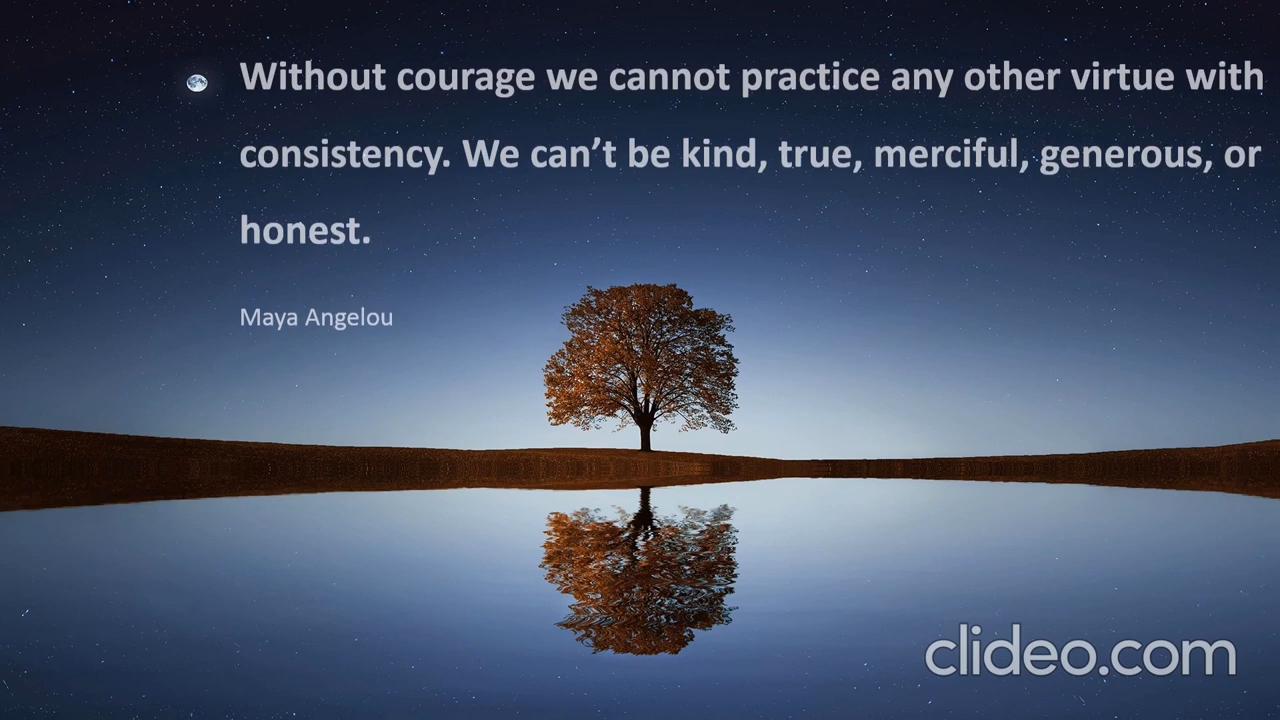 Without courage we cannot practice any other virtue with
consistency. We can’t be kind, true, merciful, generous, or
honest.
Maya Angelou
clideo.com